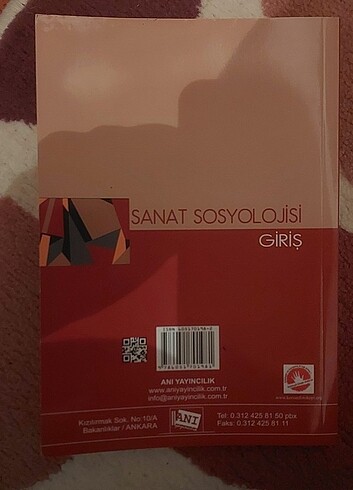 SANAT SOSYOLOJİSİ
GİRİŞ
ANI YAYINCILIK
www.aniyayincilik.com.tr
info@aniyayincilik.com.tr
Kızılırmak Sok. No:10/A
Bakanlıklar / ANKARA
ANI
Tel: 0.312 425 81 50 pbx
Faks: 0.312 425 81 11